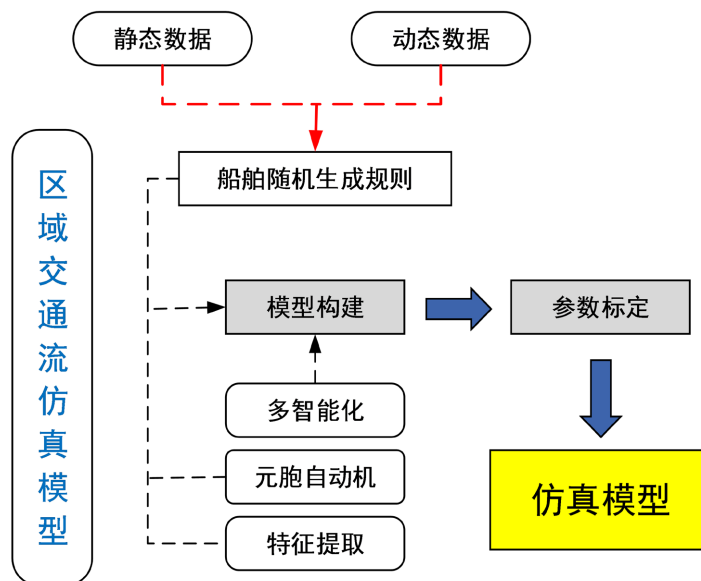 静态数据
动态数据
船舶随机生成规则
区域交通流仿真模型
模型构建
参数标定
多智能化
元胞自动机
特征提取
仿真模型